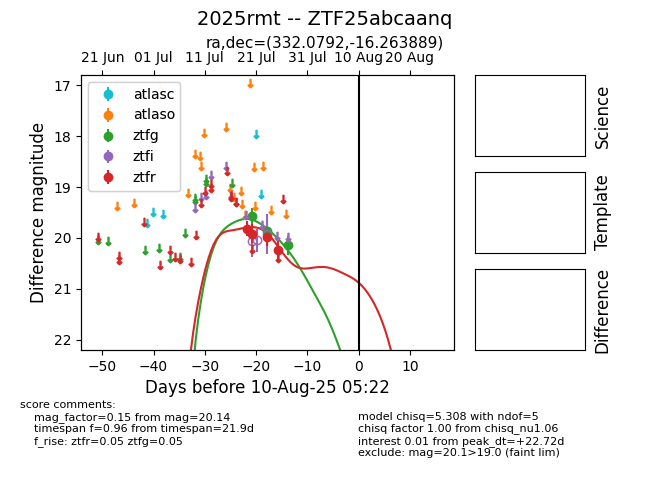 2025rmt -- ZTF25abcaanq
ra,dec=(332.0792,-16.263889)
21 Jun 01 Jul 11 Jul 21 Jul 31 Jul 10 Aug 20 Aug
atlasc
atlaso
ztfg
ztfi
ztfr
17
18
19
20
21
22
Difference magnitude
−50 −40 −30 −20 −10 0 10
Days before 10-Aug-25 05:22
Science
Template
Difference
score comments:
mag_factor=0.15 from mag=20.14
timespan f=0.96 from timespan=21.9d
f_rise: ztfr=0.05 ztfg=0.05
model chisq=5.308 with ndof=5
chisq factor 1.00 from chisq_nu1.06
interest 0.01 from peak_dt=+22.72d
exclude: mag=20.1>19.0 (faint lim)